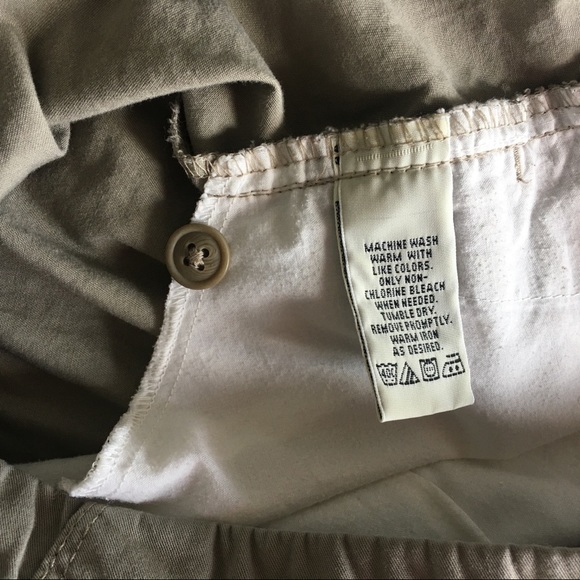 MACHINE WASH
WARM WITH
LIKE COLORS.
ONLY NON-
CHLORINE BLEACH
WHEN NEEDED.
TUMBLE DRY.
REMOVE PROMPTLY.
WARM IRON
AS DESIRED.